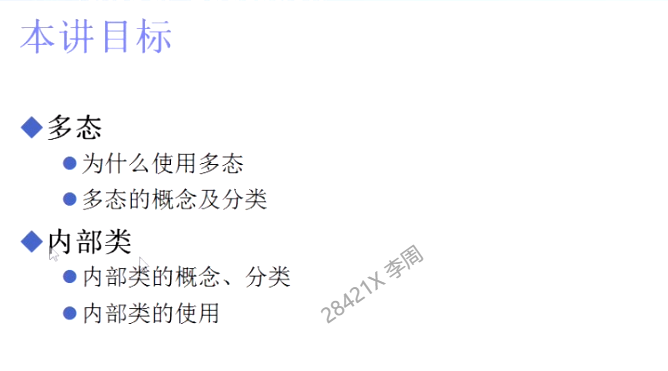 本讲目标
多态
为什么使用多态
多态的概念及分类
内部类
内部类的概念、分类
内部类的使用
28421X 李周